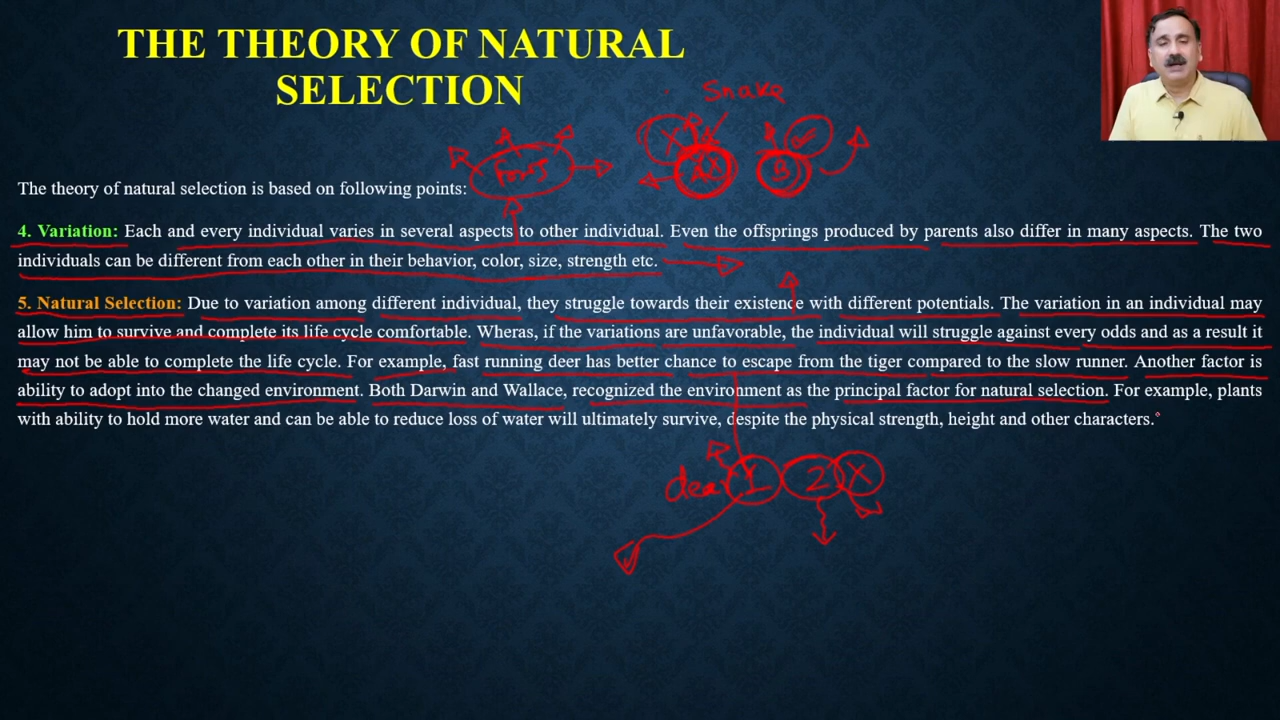 THE THEORY OF NATURAL
SELECTION
Snake
A B
The theory of natural selection is based on following points:
4. Variation: Each and every individual varies in several aspects to other individual. Even the offsprings produced by parents also differ in many aspects. The two
individuals can be different from each other in their behavior, color, size, strength etc.
5. Natural Selection: Due to variation among different individual, they struggle towards their existence with different potentials. The variation in an individual may
allow him to survive and complete its life cycle comfortable. Wheras, if the variations are unfavorable, the individual will struggle against every odds and as a result it
may not be able to complete the life cycle. For example, fast running deer has better chance to escape from the tiger compared to the slow runner. Another factor is
ability to adopt into the changed environment. Both Darwin and Wallace, recognized the environment as the principal factor for natural selection. For example, plants
with ability to hold more water and can be able to reduce loss of water will ultimately survive, despite the physical strength, height and other characters.
dear 1 2 X